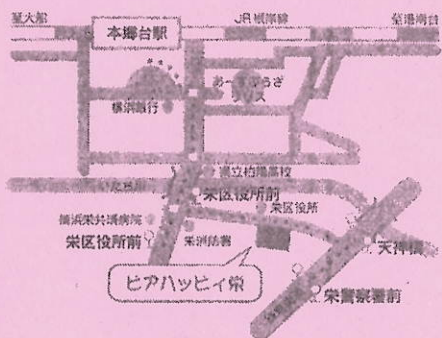 至大船
本郷台駅
JR根岸線
至港南台
あーすぷらざ
横浜銀行
県立柏陽高校
栄区役所前
横浜栄共済病院
栄区役所
栄区役所前
栄消防署
天神橋
ピアハッピィ栄
栄警察署前